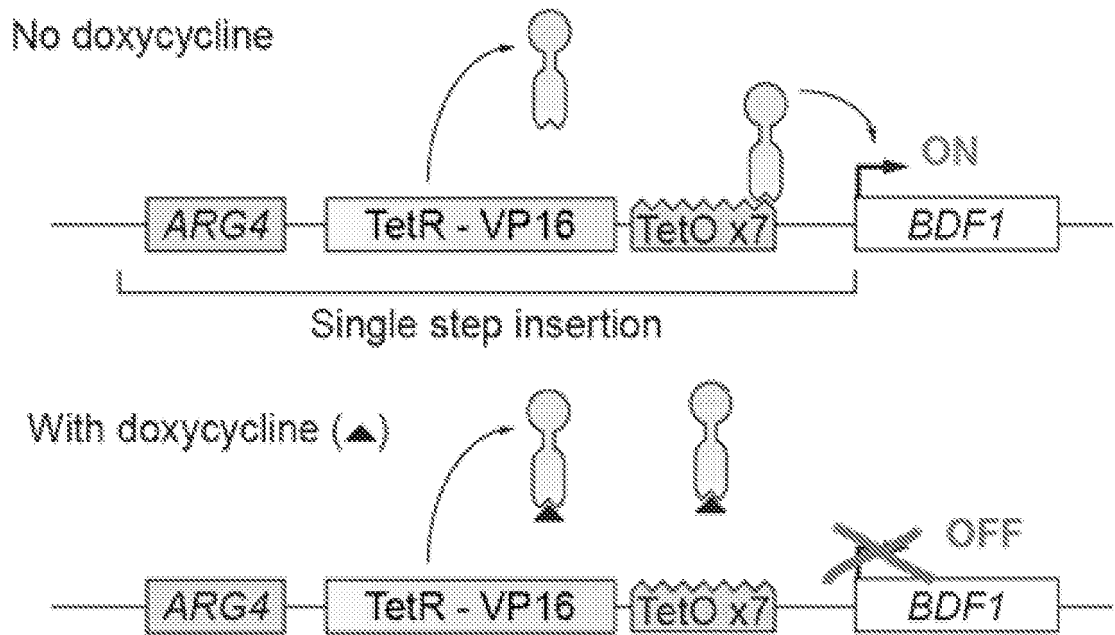 No doxycycline
ON
ARG4 TetR - VP16 TetO x7 BDF1
Single step insertion
With doxycycline (▲)
OFF
ARG4 TetR - VP16 TetO x7 BDF1